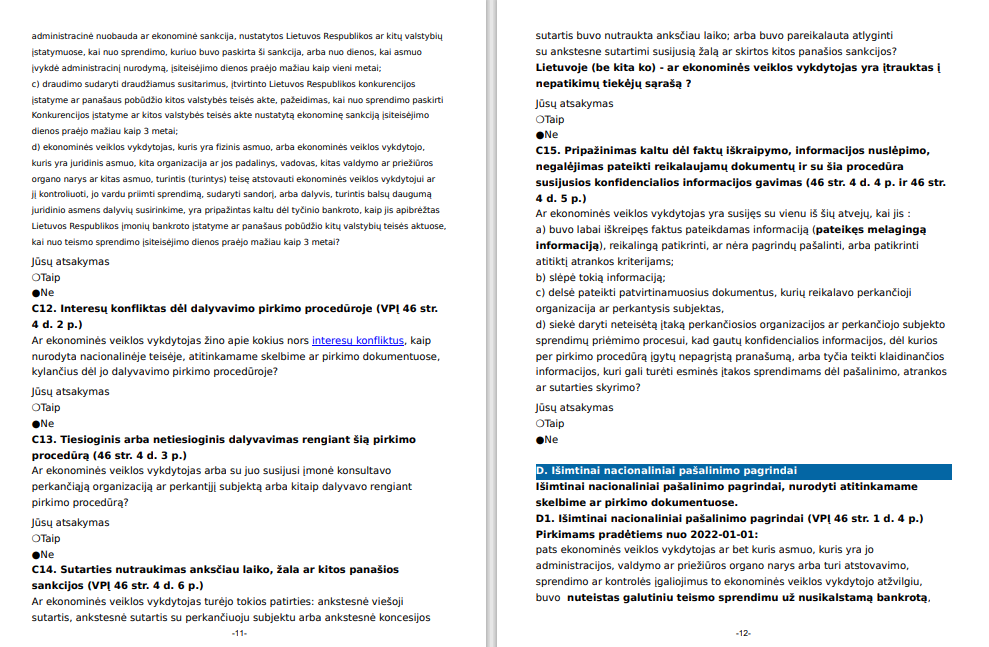 administracinė nuobauda ar ekonominė sankcija, nustatytos Lietuvos Respublikos ar kitų valstybių
įstatymuose, kai nuo sprendimo, kuriuo buvo paskirta ši sankcija, arba nuo dienos, kai asmuo
įvykdė administracinį nurodymą, įsiteisėjimo dienos praėjo mažiau kaip vieni metai;
c) draudimo sudaryti draudžiamus susitarimus, įtvirtinto Lietuvos Respublikos konkurencijos
įstatyme ar panašaus pobūdžio kitos valstybės teisės akte, pažeidimas, kai nuo sprendimo paskirti
Konkurencijos įstatyme ar kitos valstybės teisės akte nustatytą ekonominę sankciją įsiteisėjimo
dienos praėjo mažiau kaip 3 metai;
d) ekonominės veiklos vykdytojas, kuris yra fizinis asmuo, arba ekonominės veiklos vykdytojo,
kuris yra juridinis asmuo, kita organizacija ar jos padalinys, vadovas, kitas valdymo ar priežiūros
organo narys ar kitas asmuo, turintis (turintys) teisę atstovauti ekonominės veiklos vykdytojui ar
jį kontroliuoti, jo vardu priimti sprendimą, sudaryti sandorį, arba dalyvis, turintis balsų daugumą
juridinio asmens dalyvių susirinkime, yra pripažintas kaltu dėl tyčinio bankroto, kaip jis apibrėžtas
Lietuvos Respublikos įmonių bankroto įstatyme ar panašaus pobūdžio kitų valstybių teisės aktuose,
kai nuo teismo sprendimo įsiteisėjimo dienos praėjo mažiau kaip 3 metai?
Jūsų atsakymas
❍Taip
●Ne
C12. Interesų konfliktas dėl dalyvavimo pirkimo procedūroje (VPĮ 46 str.
4 d. 2 p.)
Ar ekonominės veiklos vykdytojas žino apie kokius nors interesų konfliktus, kaip
nurodyta nacionalinėje teisėje, atitinkamame skelbime ar pirkimo dokumentuose,
kylančius dėl jo dalyvavimo pirkimo procedūroje?
Jūsų atsakymas
❍Taip
●Ne
C13. Tiesioginis arba netiesioginis dalyvavimas rengiant šią pirkimo
procedūrą (46 str. 4 d. 3 p.)
Ar ekonominės veiklos vykdytojas arba su juo susijusi įmonė konsultavo
perkančiąją organizaciją ar perkantįjį subjektą arba kitaip dalyvavo rengiant
pirkimo procedūrą?
Jūsų atsakymas
❍Taip
●Ne
C14. Sutarties nutraukimas anksčiau laiko, žala ar kitos panašios
sankcijos (VPĮ 46 str. 4 d. 6 p.)
Ar ekonominės veiklos vykdytojas turėjo tokios patirties: ankstesnė viešoji
sutartis, ankstesnė sutartis su perkančiuoju subjektu arba ankstesnė koncesijos
-11-
sutartis buvo nutraukta anksčiau laiko; arba buvo pareikalauta atlyginti
su ankstesne sutartimi susijusią žalą ar skirtos kitos panašios sankcijos?
Lietuvoje (be kita ko) - ar ekonominės veiklos vykdytojas yra įtrauktas į
nepatikimų tiekėjų sąrašą ?
Jūsų atsakymas
❍Taip
●Ne
C15. Pripažinimas kaltu dėl faktų iškraipymo, informacijos nuslėpimo,
negalėjimas pateikti reikalaujamų dokumentų ir su šia procedūra
susijusios konfidencialios informacijos gavimas (46 str. 4 d. 4 p. ir 46 str.
4 d. 5 p.)
Ar ekonominės veiklos vykdytojas yra susijęs su vienu iš šių atvejų, kai jis :
a) buvo labai iškreipęs faktus pateikdamas informaciją (pateikęs melagingą
informaciją), reikalingą patikrinti, ar nėra pagrindų pašalinti, arba patikrinti
atitiktį atrankos kriterijams;
b) slėpė tokią informaciją;
c) delsė pateikti patvirtinamuosius dokumentus, kurių reikalavo perkančioji
organizacija ar perkantysis subjektas,
d) siekė daryti neteisėtą įtaką perkančiosios organizacijos ar perkančiojo subjekto
sprendimų priėmimo procesui, kad gautų konfidencialios informacijos, dėl kurios
per pirkimo procedūrą įgytų nepagrįstą pranašumą, arba tyčia teikti klaidinančios
informacijos, kuri gali turėti esminės įtakos sprendimams dėl pašalinimo, atrankos
ar sutarties skyrimo?
Jūsų atsakymas
❍Taip
●Ne
D. Išimtinai nacionaliniai pašalinimo pagrindai
Išimtinai nacionaliniai pašalinimo pagrindai, nurodyti atitinkamame
skelbime ar pirkimo dokumentuose.
D1. Išimtinai nacionaliniai pašalinimo pagrindai (VPĮ 46 str. 1 d. 4 p.)
Pirkimams pradėtiems nuo 2022-01-01:
pats ekonominės veiklos vykdytojas ar bet kuris asmuo, kuris yra jo
administracijos, valdymo ar priežiūros organo narys arba turi atstovavimo,
sprendimo ar kontrolės įgaliojimus to ekonominės veiklos vykdytojo atžvilgiu,
buvo nuteistas galutiniu teismo sprendimu už nusikalstamą bankrotą,
-12-